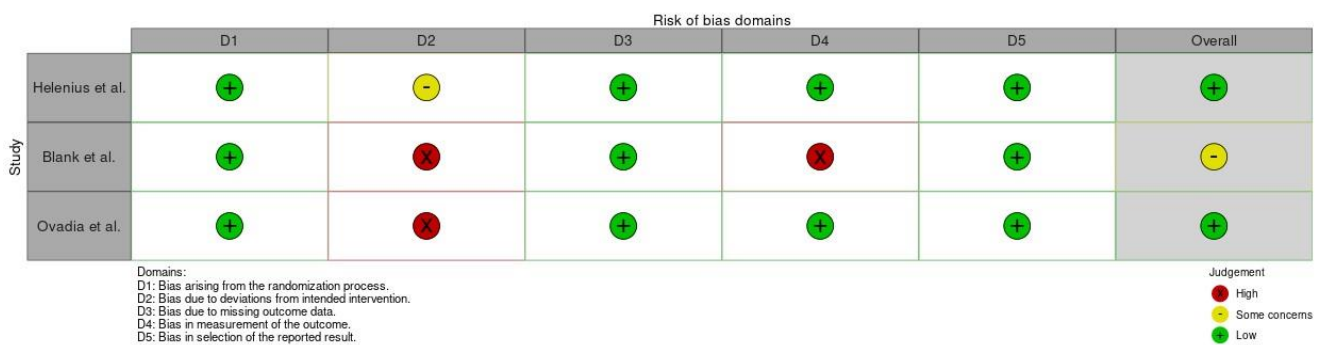 Risk of bias domains
D1 D2 D3 D4 D5 Overall
Study
Helenius et al. + - + + + +
Blank et al. + X + X + -
Ovadia et al. + X + + + +
Domains:
D1: Bias arising from the randomization process.
D2: Bias due to deviations from intended intervention.
D3: Bias due to missing outcome data.
D4: Bias in measurement of the outcome.
D5: Bias in selection of the reported result.
Judgement
X High
- Some concerns
+ Low